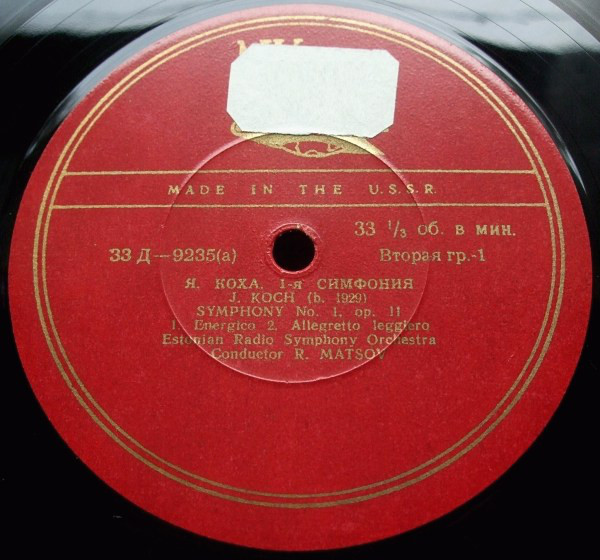 MADE IN THE U.S.S.R.
33 1/3 об. в мин.
33 Д—9235(а) Вторая гр.-1
Я. КОХА. 1-я СИМФОНИЯ
J. KOCH (b. 1929)
SYMPHONY No. 1, op. 11
1. Energico 2. Allegretto leggiero
Estonian Radio Symphony Orchestra
Conductor R. MATSOV